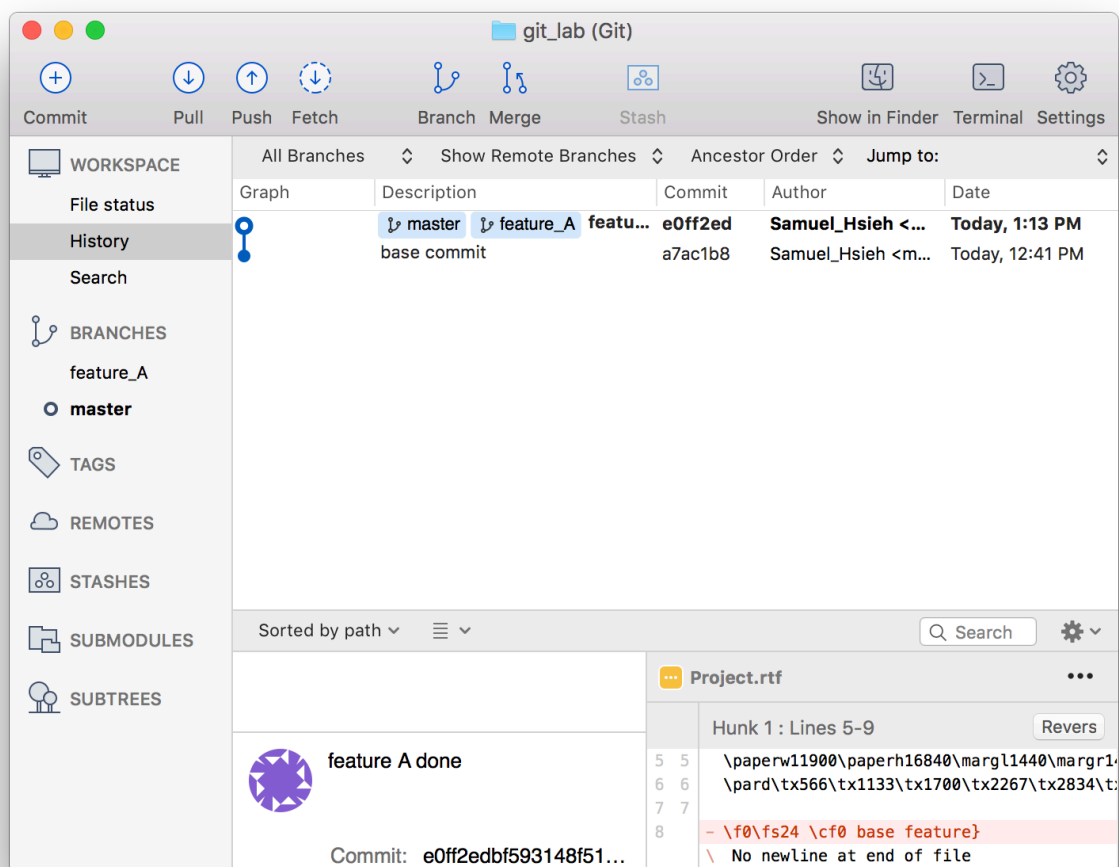 git_lab (Git)
Commit Pull Push Fetch Branch Merge Stash Show in Finder Terminal Settings
WORKSPACE
File status
History
Search
BRANCHES
feature_A
master
TAGS
REMOTES
STASHES
SUBMODULES
SUBTREES
All Branches Show Remote Branches Ancestor Order Jump to:
Graph Description Commit Author Date
master feature_A featu... e0ff2ed Samuel_Hsieh <... Today, 1:13 PM
base commit a7ac1b8 Samuel_Hsieh <m... Today, 12:41 PM
Sorted by path Search
feature A done
Commit: e0ff2edbf593148f51...
Project.rtf
Hunk 1 : Lines 5-9 Revers
5 5 \paperw11900\paperh16840\margl1440\margr1
6 6 \pard\tx566\tx1133\tx1700\tx2267\tx2834\t
7 7
8 - \f0\fs24 \cf0 base feature}
\ No newline at end of file